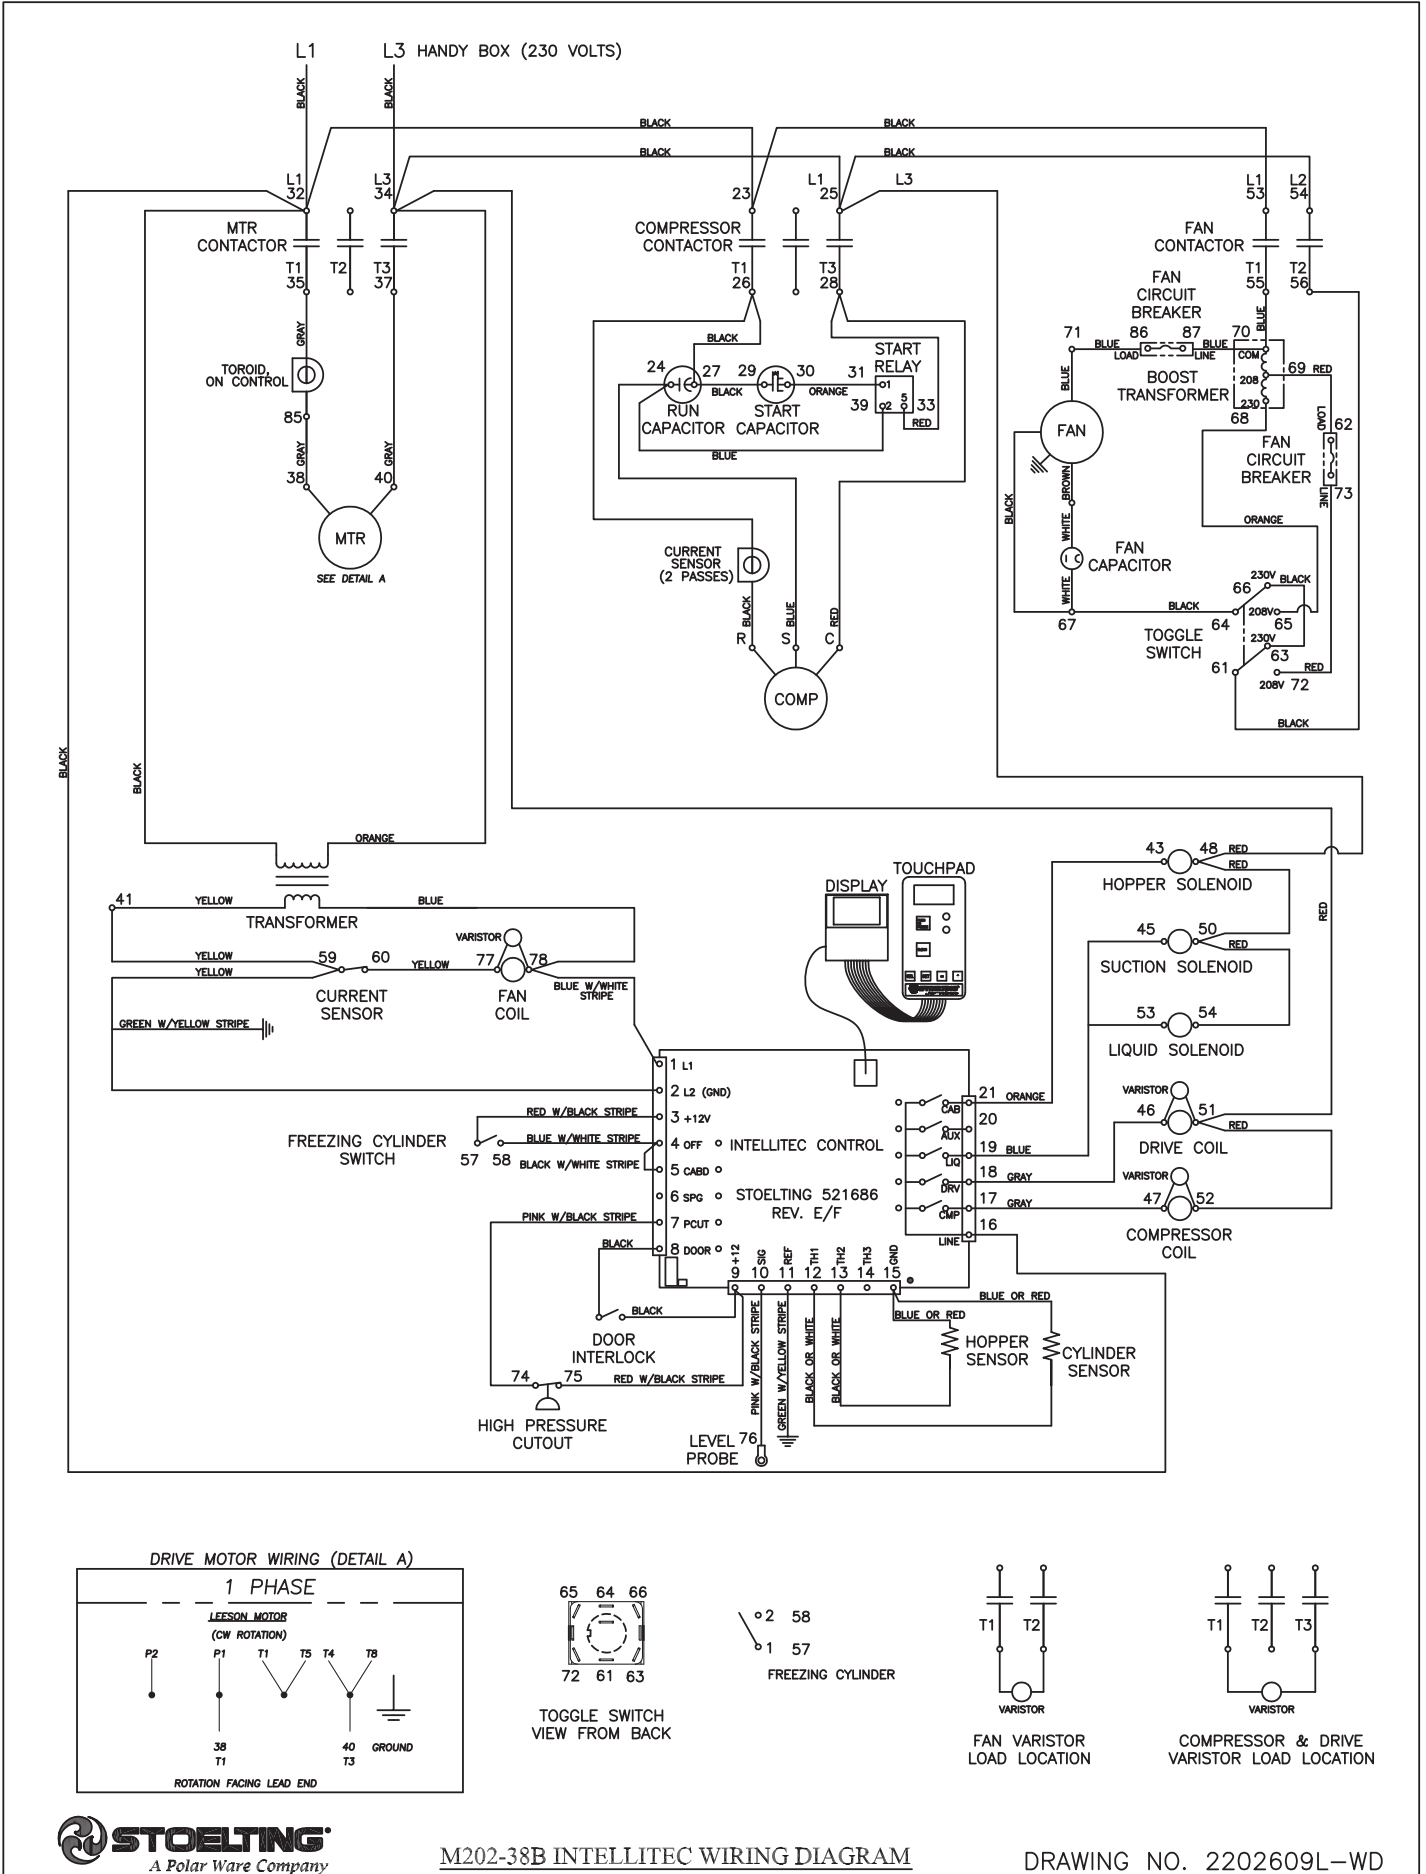 L1 L3 HANDY BOX (230 VOLTS)
BLACK BLACK
BLACK BLACK
BLACK BLACK
L1 L3 L1 L3 L1 L2
32 34 23 25 53 54
MTR
CONTACTOR
COMPRESSOR
CONTACTOR
FAN
CONTACTOR
T1 T2 T3 T1 T3 T1 T2
35 37 26 28 55 56
GRAY
TOROID,
ON CONTROL
85
GRAY GRAY
38 40
MTR
SEE DETAIL A
BLACK
24 27 29 30 31
BLACK ORANGE
RUN
CAPACITOR
START
CAPACITOR
START
RELAY
1
2 5
39 33
RED
BLUE
CURRENT
SENSOR
(2 PASSES)
BLACK BLUE RED
R S C
COMP
FAN
CIRCUIT
BREAKER
BLUE
71 86 87 70
BLUE BLUE
LOAD LINE
COM
208
230
69 RED
68
BOOST
TRANSFORMER
BLUE
FAN
LOAD
62
FAN
CIRCUIT
BREAKER
73
LINE
BROWN
WHITE
BLACK
FAN
CAPACITOR
WHITE
67
ORANGE
BLACK
66 230V BLACK
64 208V 65
230V
63
61 RED
208V 72
TOGGLE
SWITCH
BLACK
BLACK BLACK
ORANGE
41 YELLOW BLUE
TRANSFORMER
YELLOW
YELLOW
59 60
YELLOW
VARISTOR
77 78
CURRENT
SENSOR
FAN
COIL
BLUE W/WHITE
STRIPE
GREEN W/YELLOW STRIPE
DISPLAY
TOUCHPAD
43 48 RED
RED
HOPPER SOLENOID
45 50
RED
SUCTION SOLENOID
RED
53 54
LIQUID SOLENOID
VARISTOR
46 51
RED
DRIVE COIL
VARISTOR
47 52
COMPRESSOR
COIL
1 L1
2 L2 (GND)
3 +12V
4 OFF
5 CABD
6 SPG
7 PCUT
8 DOOR
RED W/BLACK STRIPE
BLUE W/WHITE STRIPE
BLACK W/WHITE STRIPE
FREEZING CYLINDER
SWITCH
57 58
PINK W/BLACK STRIPE
BLACK
INTELLITEC CONTROL
STOELTING 521686
REV. E/F
CAB 21 ORANGE
AUX 20
LIQ 19 BLUE
DRV 18 GRAY
CMP 17 GRAY
LINE 16
+12 SIG REF TH1 TH2 TH3 GND
9 10 11 12 13 14 15
BLACK
DOOR
INTERLOCK
74 75 RED W/BLACK STRIPE
HIGH PRESSURE
CUTOUT
PINK W/BLACK STRIPE
GREEN W/YELLOW STRIPE
BLACK OR WHITE
BLACK OR WHITE
BLUE OR RED
BLUE OR RED
HOPPER
SENSOR
CYLINDER
SENSOR
LEVEL
PROBE
76
DRIVE MOTOR WIRING (DETAIL A)
1 PHASE
LEESON MOTOR
(CW ROTATION)
P2 P1 T1 T5 T4 T8
38
T1
40
T3
GROUND
ROTATION FACING LEAD END
65 64 66
72 61 63
TOGGLE SWITCH
VIEW FROM BACK
2 58
1 57
FREEZING CYLINDER
T1 T2
VARISTOR
FAN VARISTOR
LOAD LOCATION
T1 T2 T3
VARISTOR
COMPRESSOR & DRIVE
VARISTOR LOAD LOCATION
STOELTING
A Polar Ware Company
M202-38B INTELLITEC WIRING DIAGRAM
DRAWING NO. 2202609L-WD